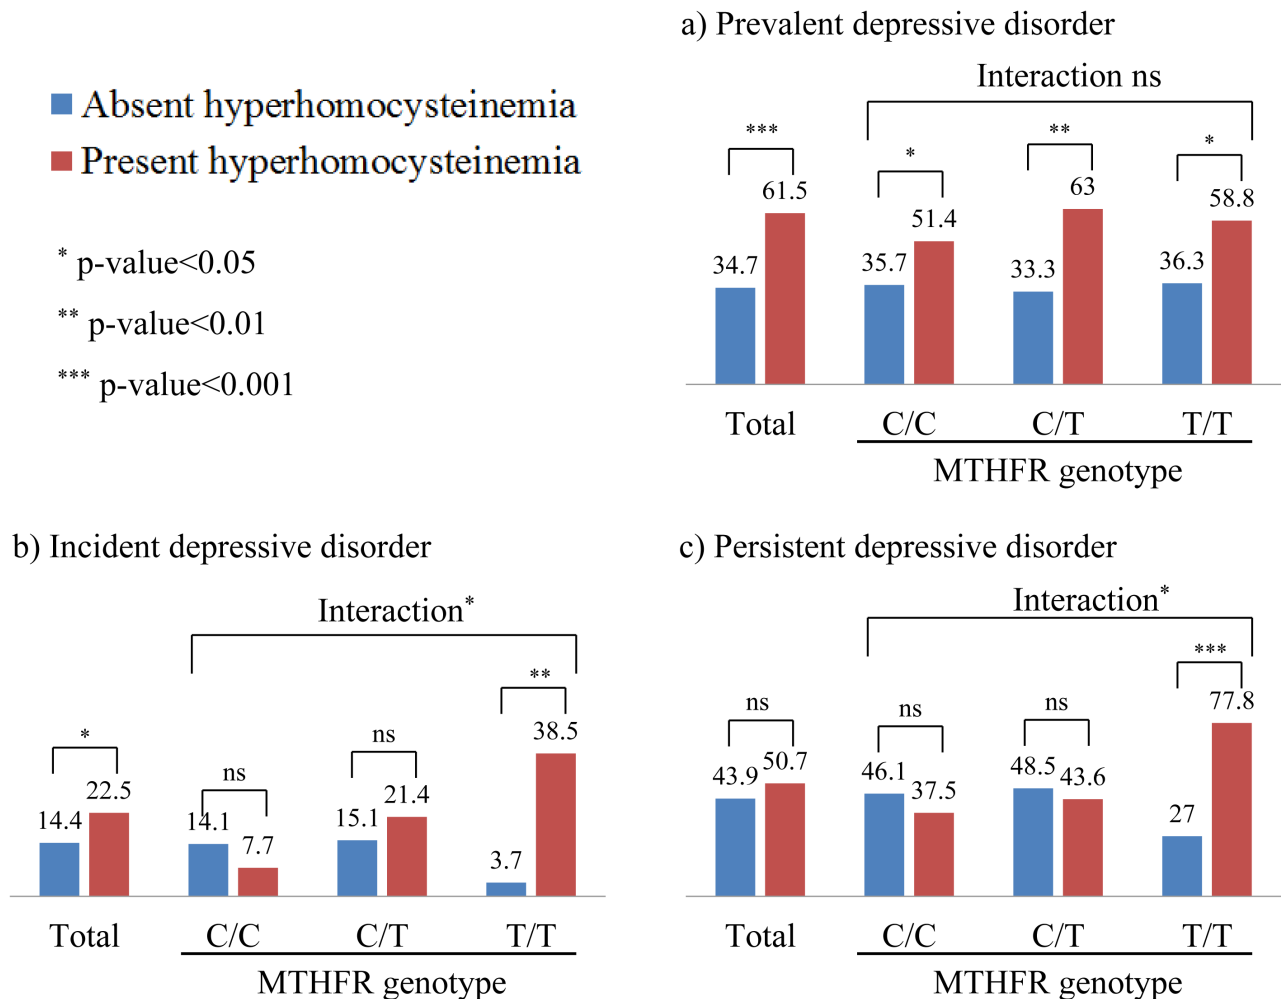 a) Prevalent depressive disorder
Absent hyperhomocysteinemia
Present hyperhomocysteinemia
* p-value<0.05
** p-value<0.01
*** p-value<0.001
Interaction ns
*** * ** *
34.7 61.5 35.7 51.4 33.3 63 36.3 58.8
Total C/C C/T T/T
MTHFR genotype
b) Incident depressive disorder
Interaction*
* ns ns **
14.4 22.5 14.1 7.7 15.1 21.4 3.7 38.5
Total C/C C/T T/T
MTHFR genotype
c) Persistent depressive disorder
Interaction*
ns ns ns ***
43.9 50.7 46.1 37.5 48.5 43.6 27 77.8
Total C/C C/T T/T
MTHFR genotype